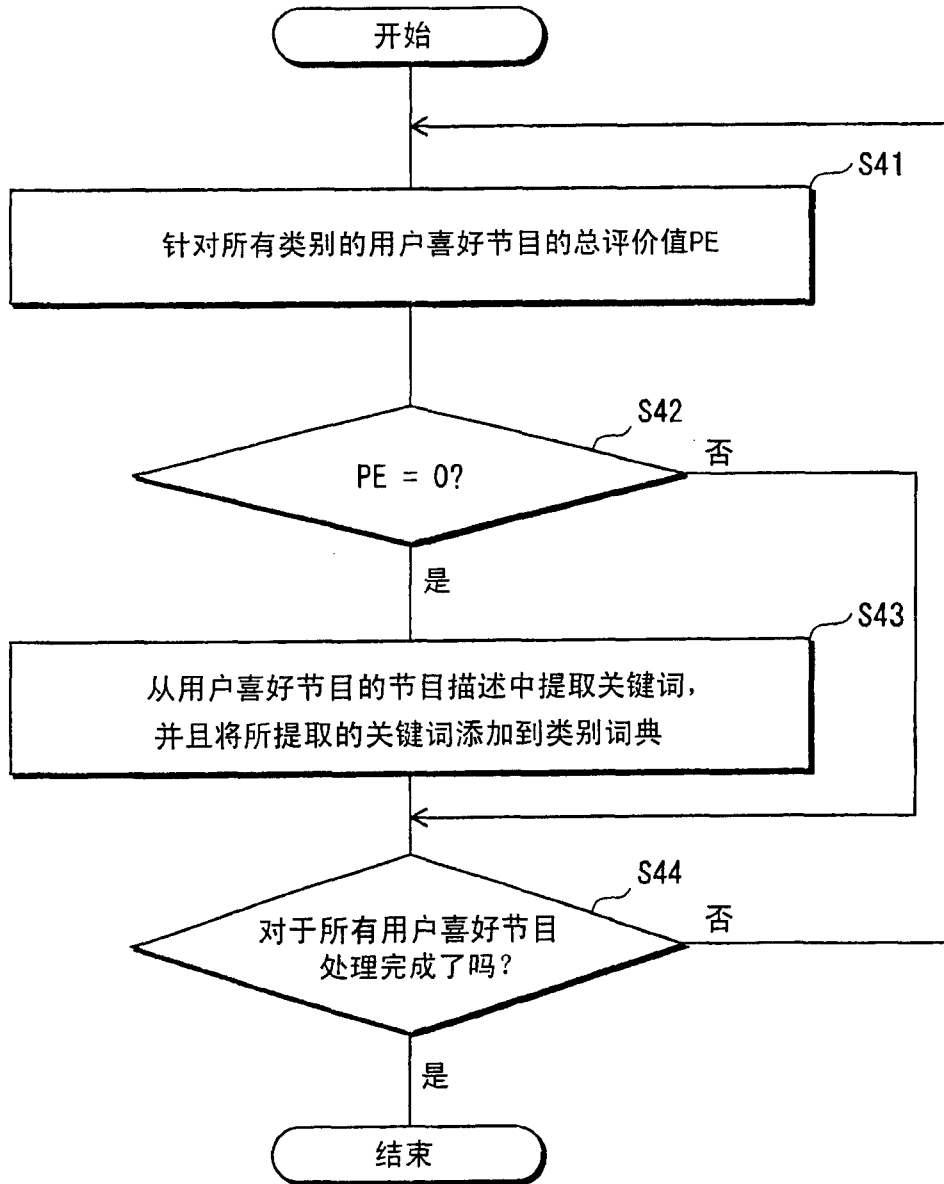 开始
S41
针对所有类别的用户喜好节目的总评价值PE
S42
PE = 0?
否
是
S43
从用户喜好节目的节目描述中提取关键词，
并且将所提取的关键词添加到类别词典
S44
对于所有用户喜好节目
处理完成了吗？
否
是
结束